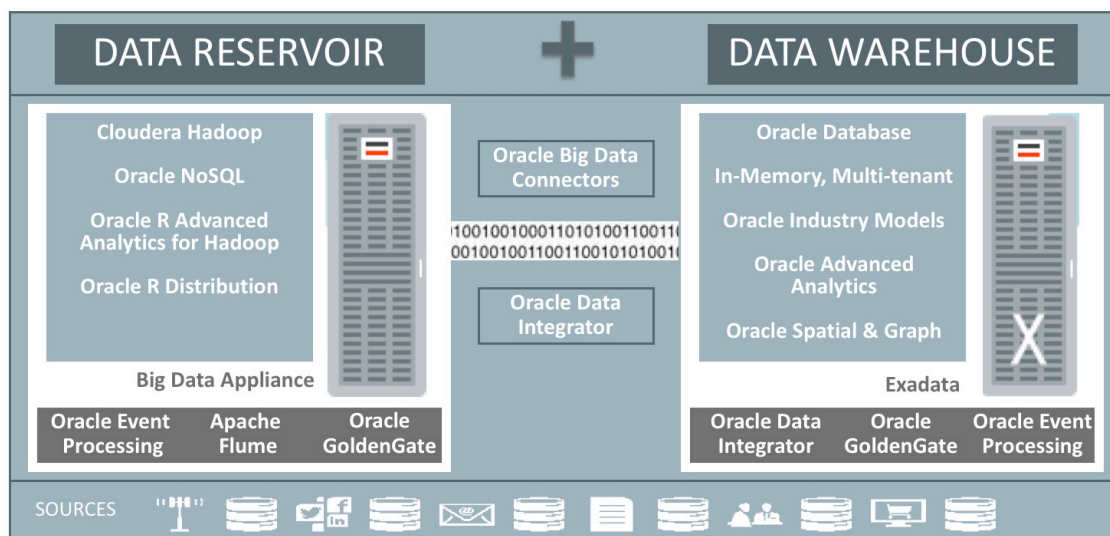 DATA RESERVOIR
+
DATA WAREHOUSE
Cloudera Hadoop
Oracle NoSQL
Oracle R Advanced
Analytics for Hadoop
Oracle R Distribution
Big Data Appliance
Oracle Event
Processing
Apache
Flume
Oracle
GoldenGate
Oracle Big Data
Connectors
Oracle Data
Integrator
Oracle Database
In-Memory, Multi-tenant
Oracle Industry Models
Oracle Advanced
Analytics
Oracle Spatial & Graph
X
Exadata
Oracle Data
Integrator
Oracle
GoldenGate
Oracle Event
Processing
SOURCES
f
in
@